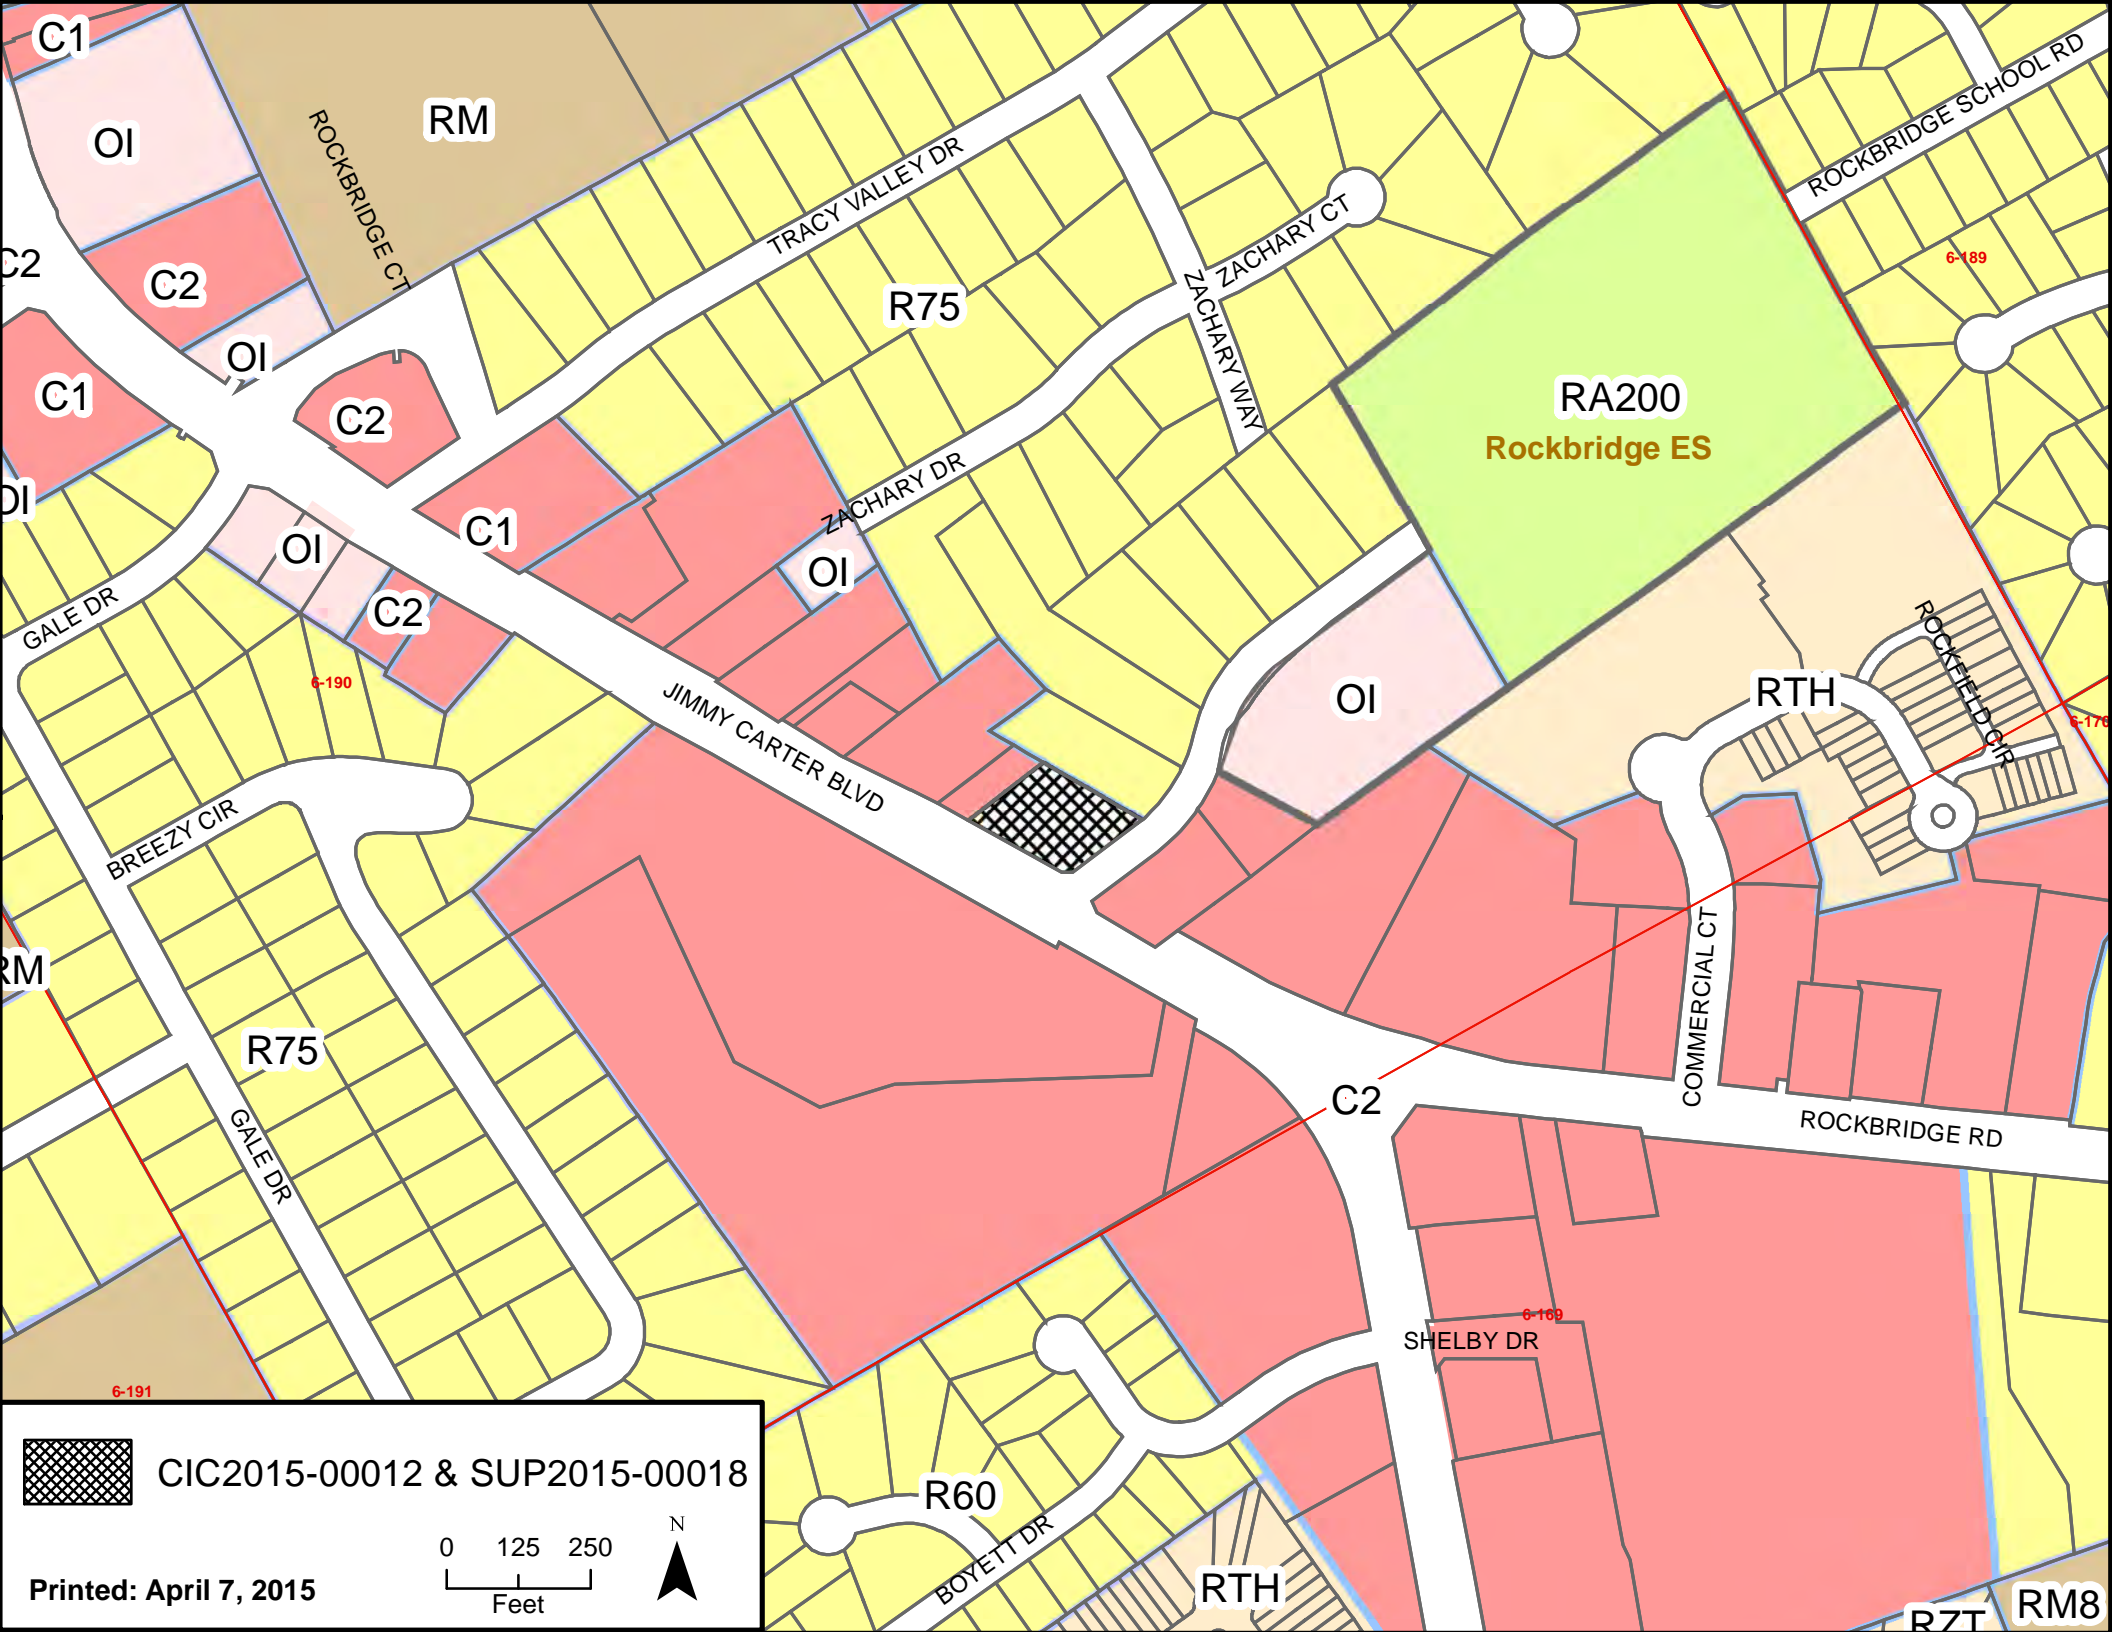 C1
OI
RM
ROCKBRIDGE CT
ROCKBRIDGE SCHOOL RD
TRACY VALLEY DR
ZACHARY CT
6-189
C2
C2
R75
ZACHARY WAY
OI
C1
C2
RA200
Rockbridge ES
ZACHARY DR
OI
C1
OI
OI
C2
GALE DR
6-190
JIMMY CARTER BLVD
OI
RTH
ROCKFIELD CIR
6-170
BREEZY CIR
RM
COMMERCIAL CT
R75
C2
GALE DR
ROCKBRIDGE RD
6-169
SHELBY DR
6-191
CIC2015-00012 & SUP2015-00018
R60
BOYETT DR
N
0 125 250
Feet
Printed: April 7, 2015
RTH
RM8
RZT